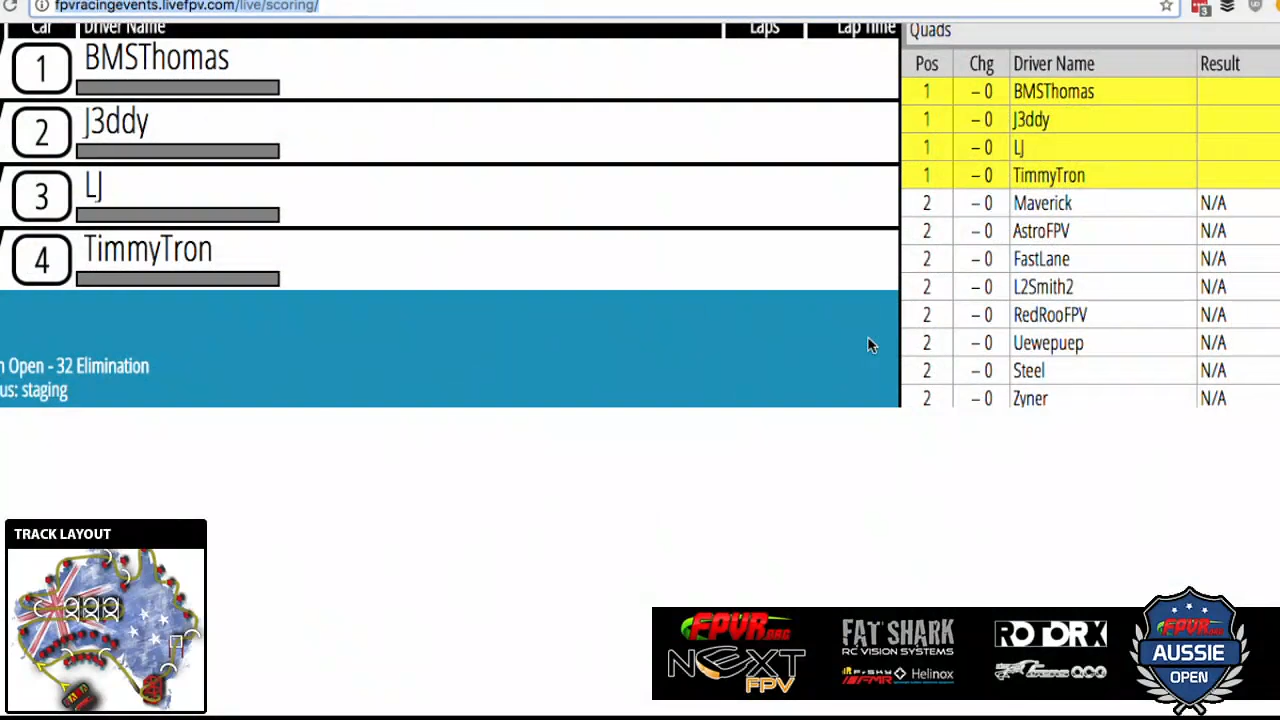 fpvracingevents.livefpv.com/live/scoring/
3
Car Driver Name Laps Lap Time
1 BMSThomas
2 J3ddy
3 LJ
4 TimmyTron
n Open - 32 Elimination
us: staging
Quads
Pos Chg Driver Name Result
1 – 0 BMSThomas
1 – 0 J3ddy
1 – 0 LJ
1 – 0 TimmyTron
2 – 0 Maverick N/A
2 – 0 AstroFPV N/A
2 – 0 FastLane N/A
2 – 0 L2Smith2 N/A
2 – 0 RedRooFPV N/A
2 – 0 Uewepuep N/A
2 – 0 Steel N/A
2 – 0 Zyner N/A
TRACK LAYOUT
FPVR.ORG
NEXT
FPV
FAT SHARK
RC VISION SYSTEMS
Helinox
ROTORX
AUSSIE
OPEN